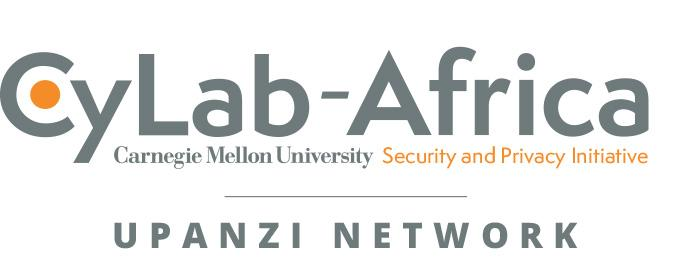 CyLab-Africa
Carnegie Mellon University Security and Privacy Initiative
UPANZI NETWORK